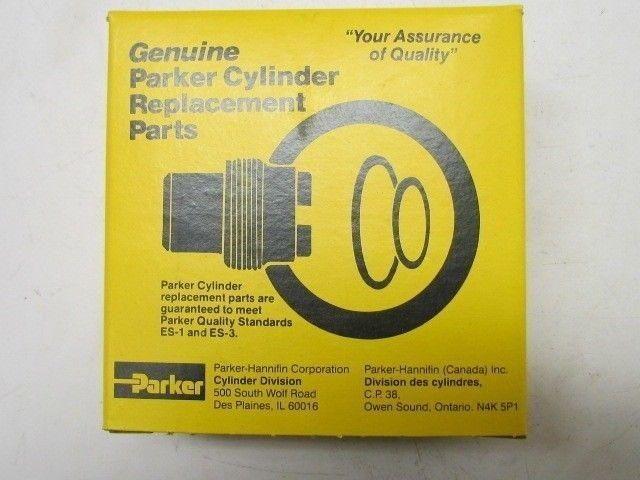 Genuine
Parker Cylinder
Replacement
Parts
"Your Assurance
of Quality"
Parker Cylinder
replacement parts are
guaranteed to meet
Parker Quality Standards
ES-1 and ES-3.
Parker
Parker-Hannifin Corporation
Cylinder Division
500 South Wolf Road
Des Plaines, IL 60016
Parker-Hannifin (Canada) Inc.
Division des cylindres,
C.P. 38,
Owen Sound, Ontario. N4K 5P1